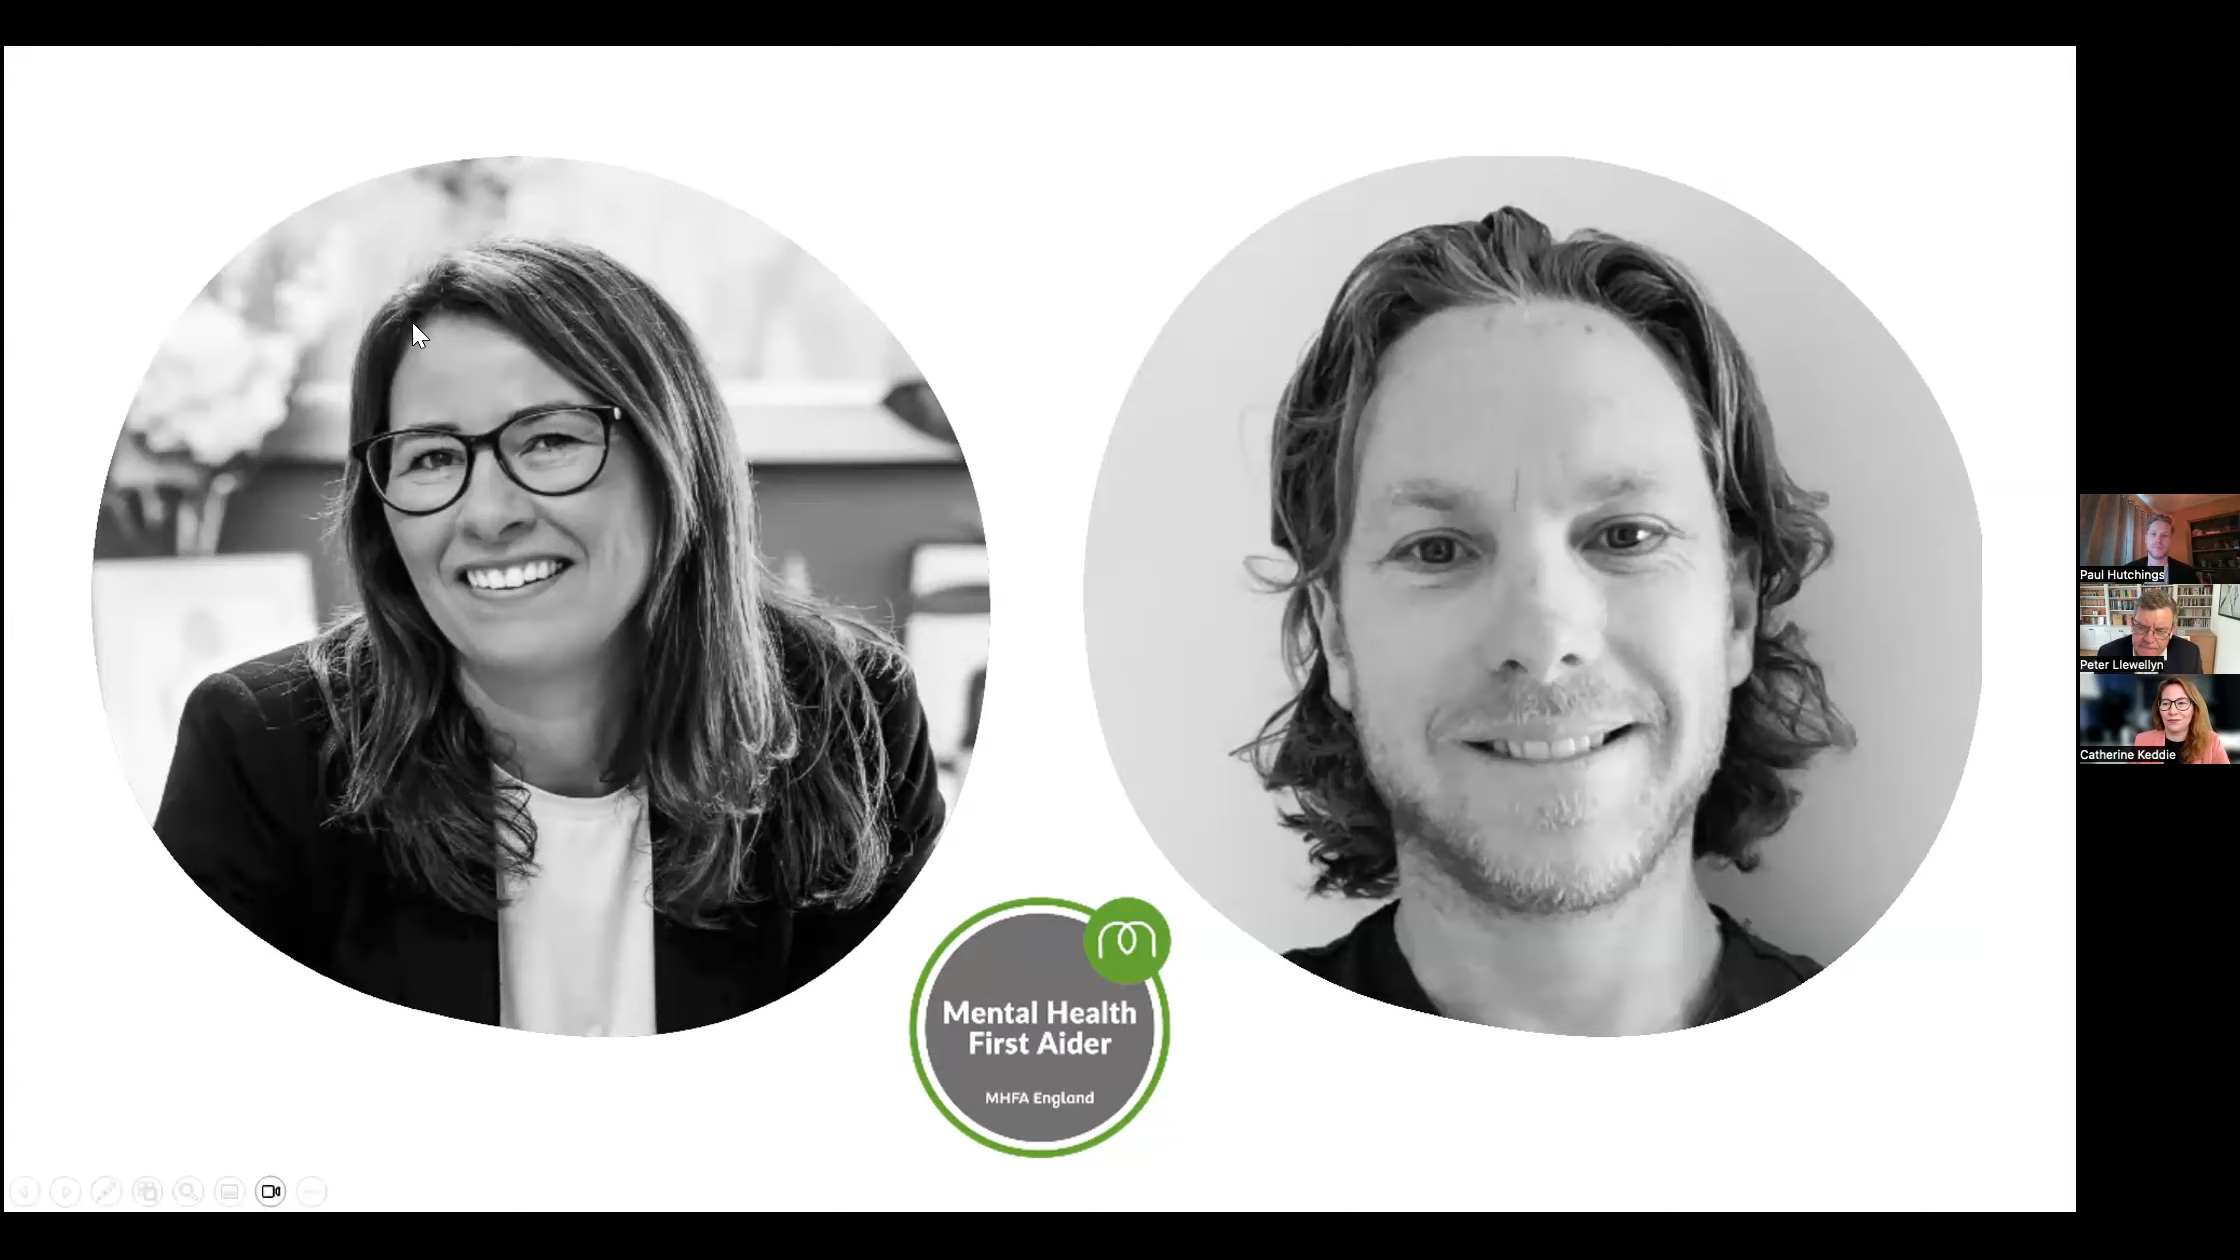 Mental Health
First Aider
MHFA England
Paul Hutchings
Peter Llewellyn
Catherine Keddie